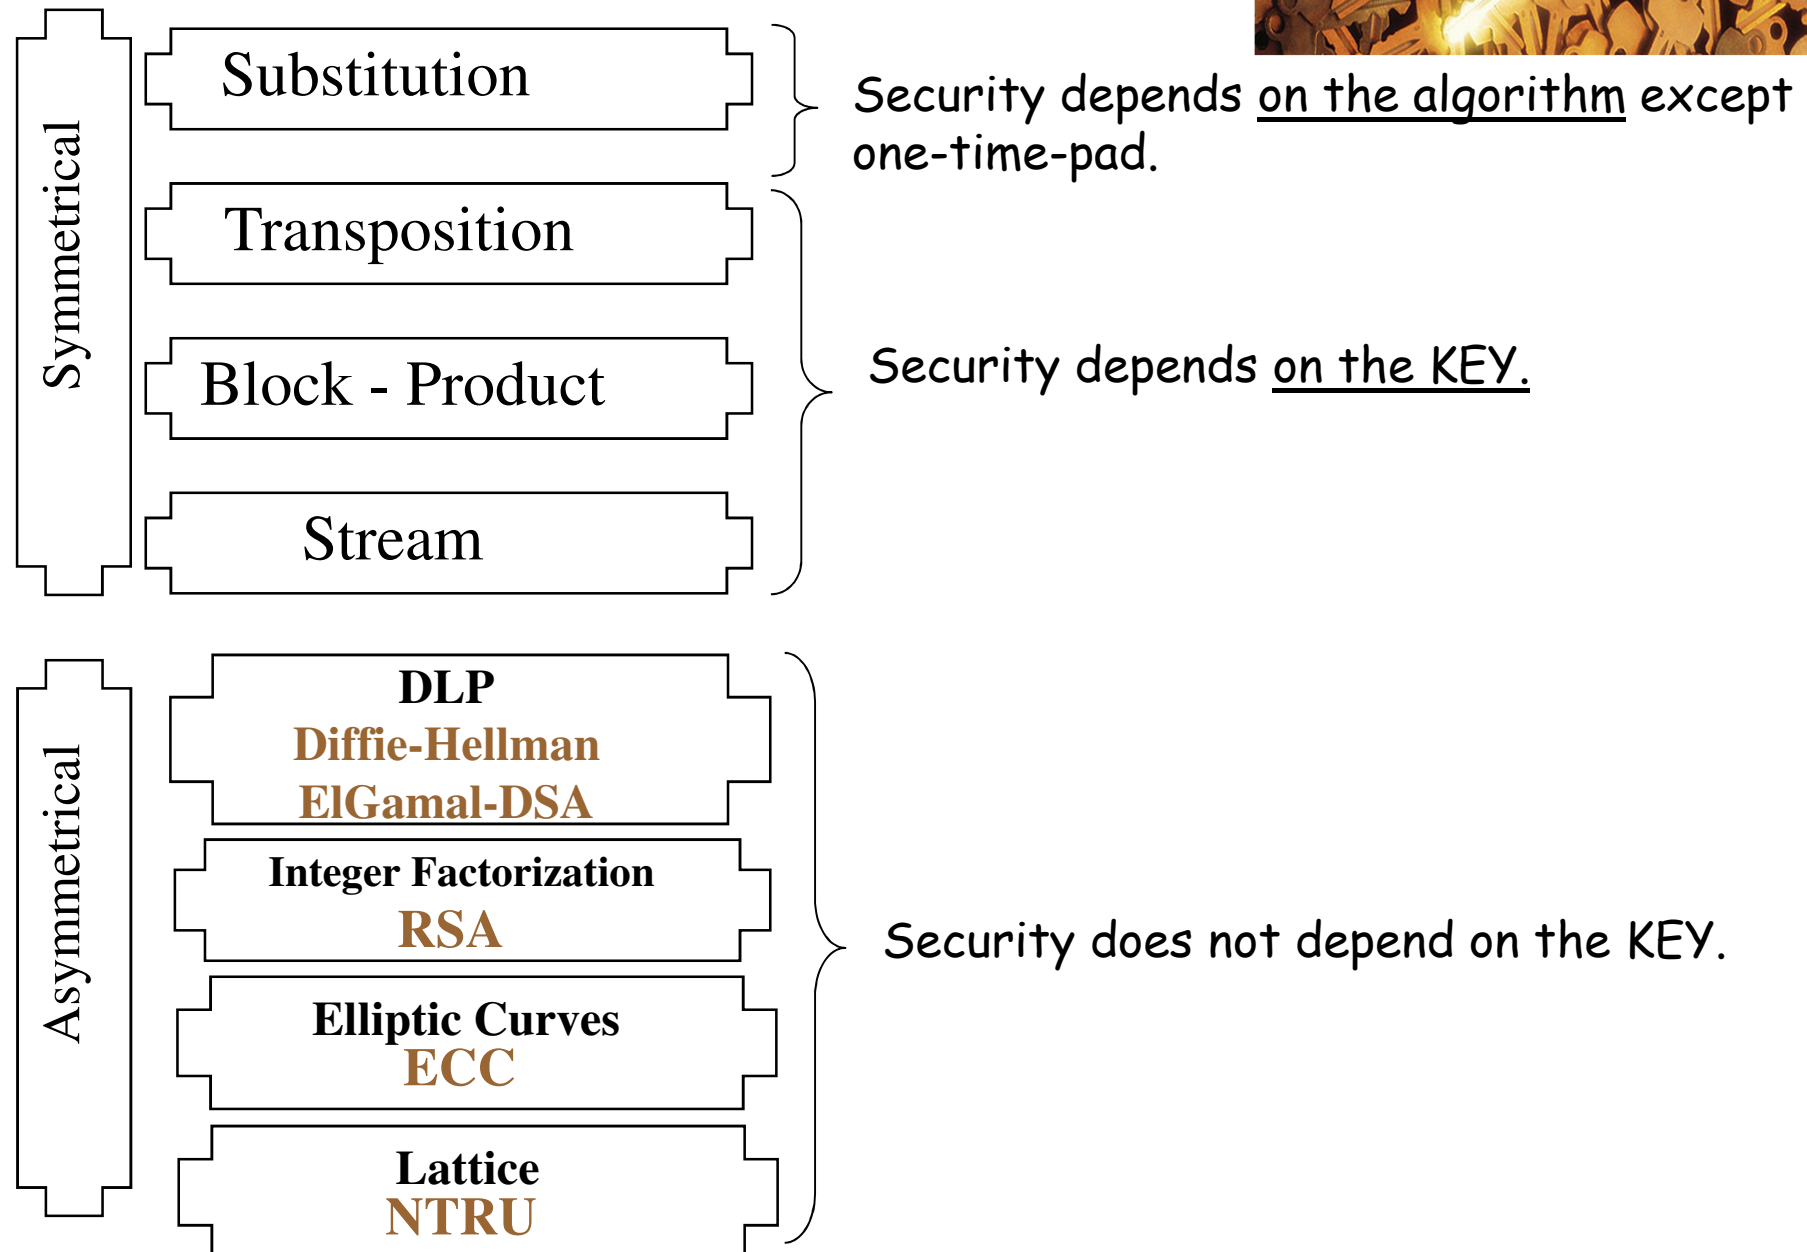 Symmetrical
Substitution
Security depends on the algorithm except
one-time-pad.
Transposition
Block - Product
Security depends on the KEY.
Stream
Asymmetrical
DLP
Diffie-Hellman
ElGamal-DSA
Integer Factorization
RSA
Security does not depend on the KEY.
Elliptic Curves
ECC
Lattice
NTRU